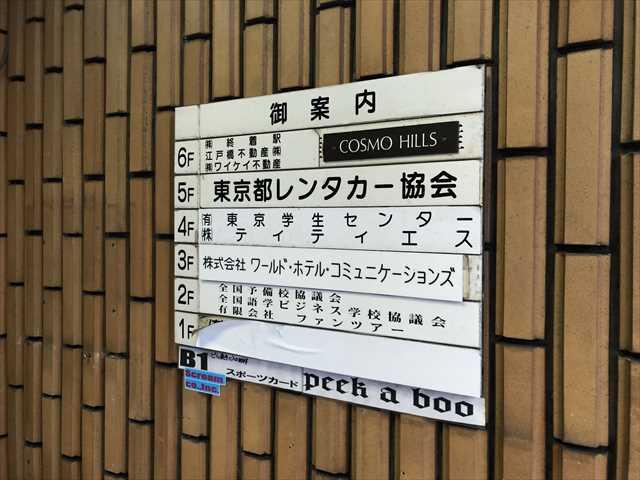 御案内
6F
㈱終着駅
江戸橋不動産㈱
㈱ワイケイ不動産
COSMO HILLS
5F 東京都レンタカー協会
4F
㈲東京学生センター
㈱ティティエス
3F 株式会社 ワールド・ホテル・コミュニケーションズ
2F
全国予備校協議会
全国語学ビジネス学校協議会
有限会社 ファンツアー
1F
B1
Scream
co.,inc.
スポーツカード
peek a boo